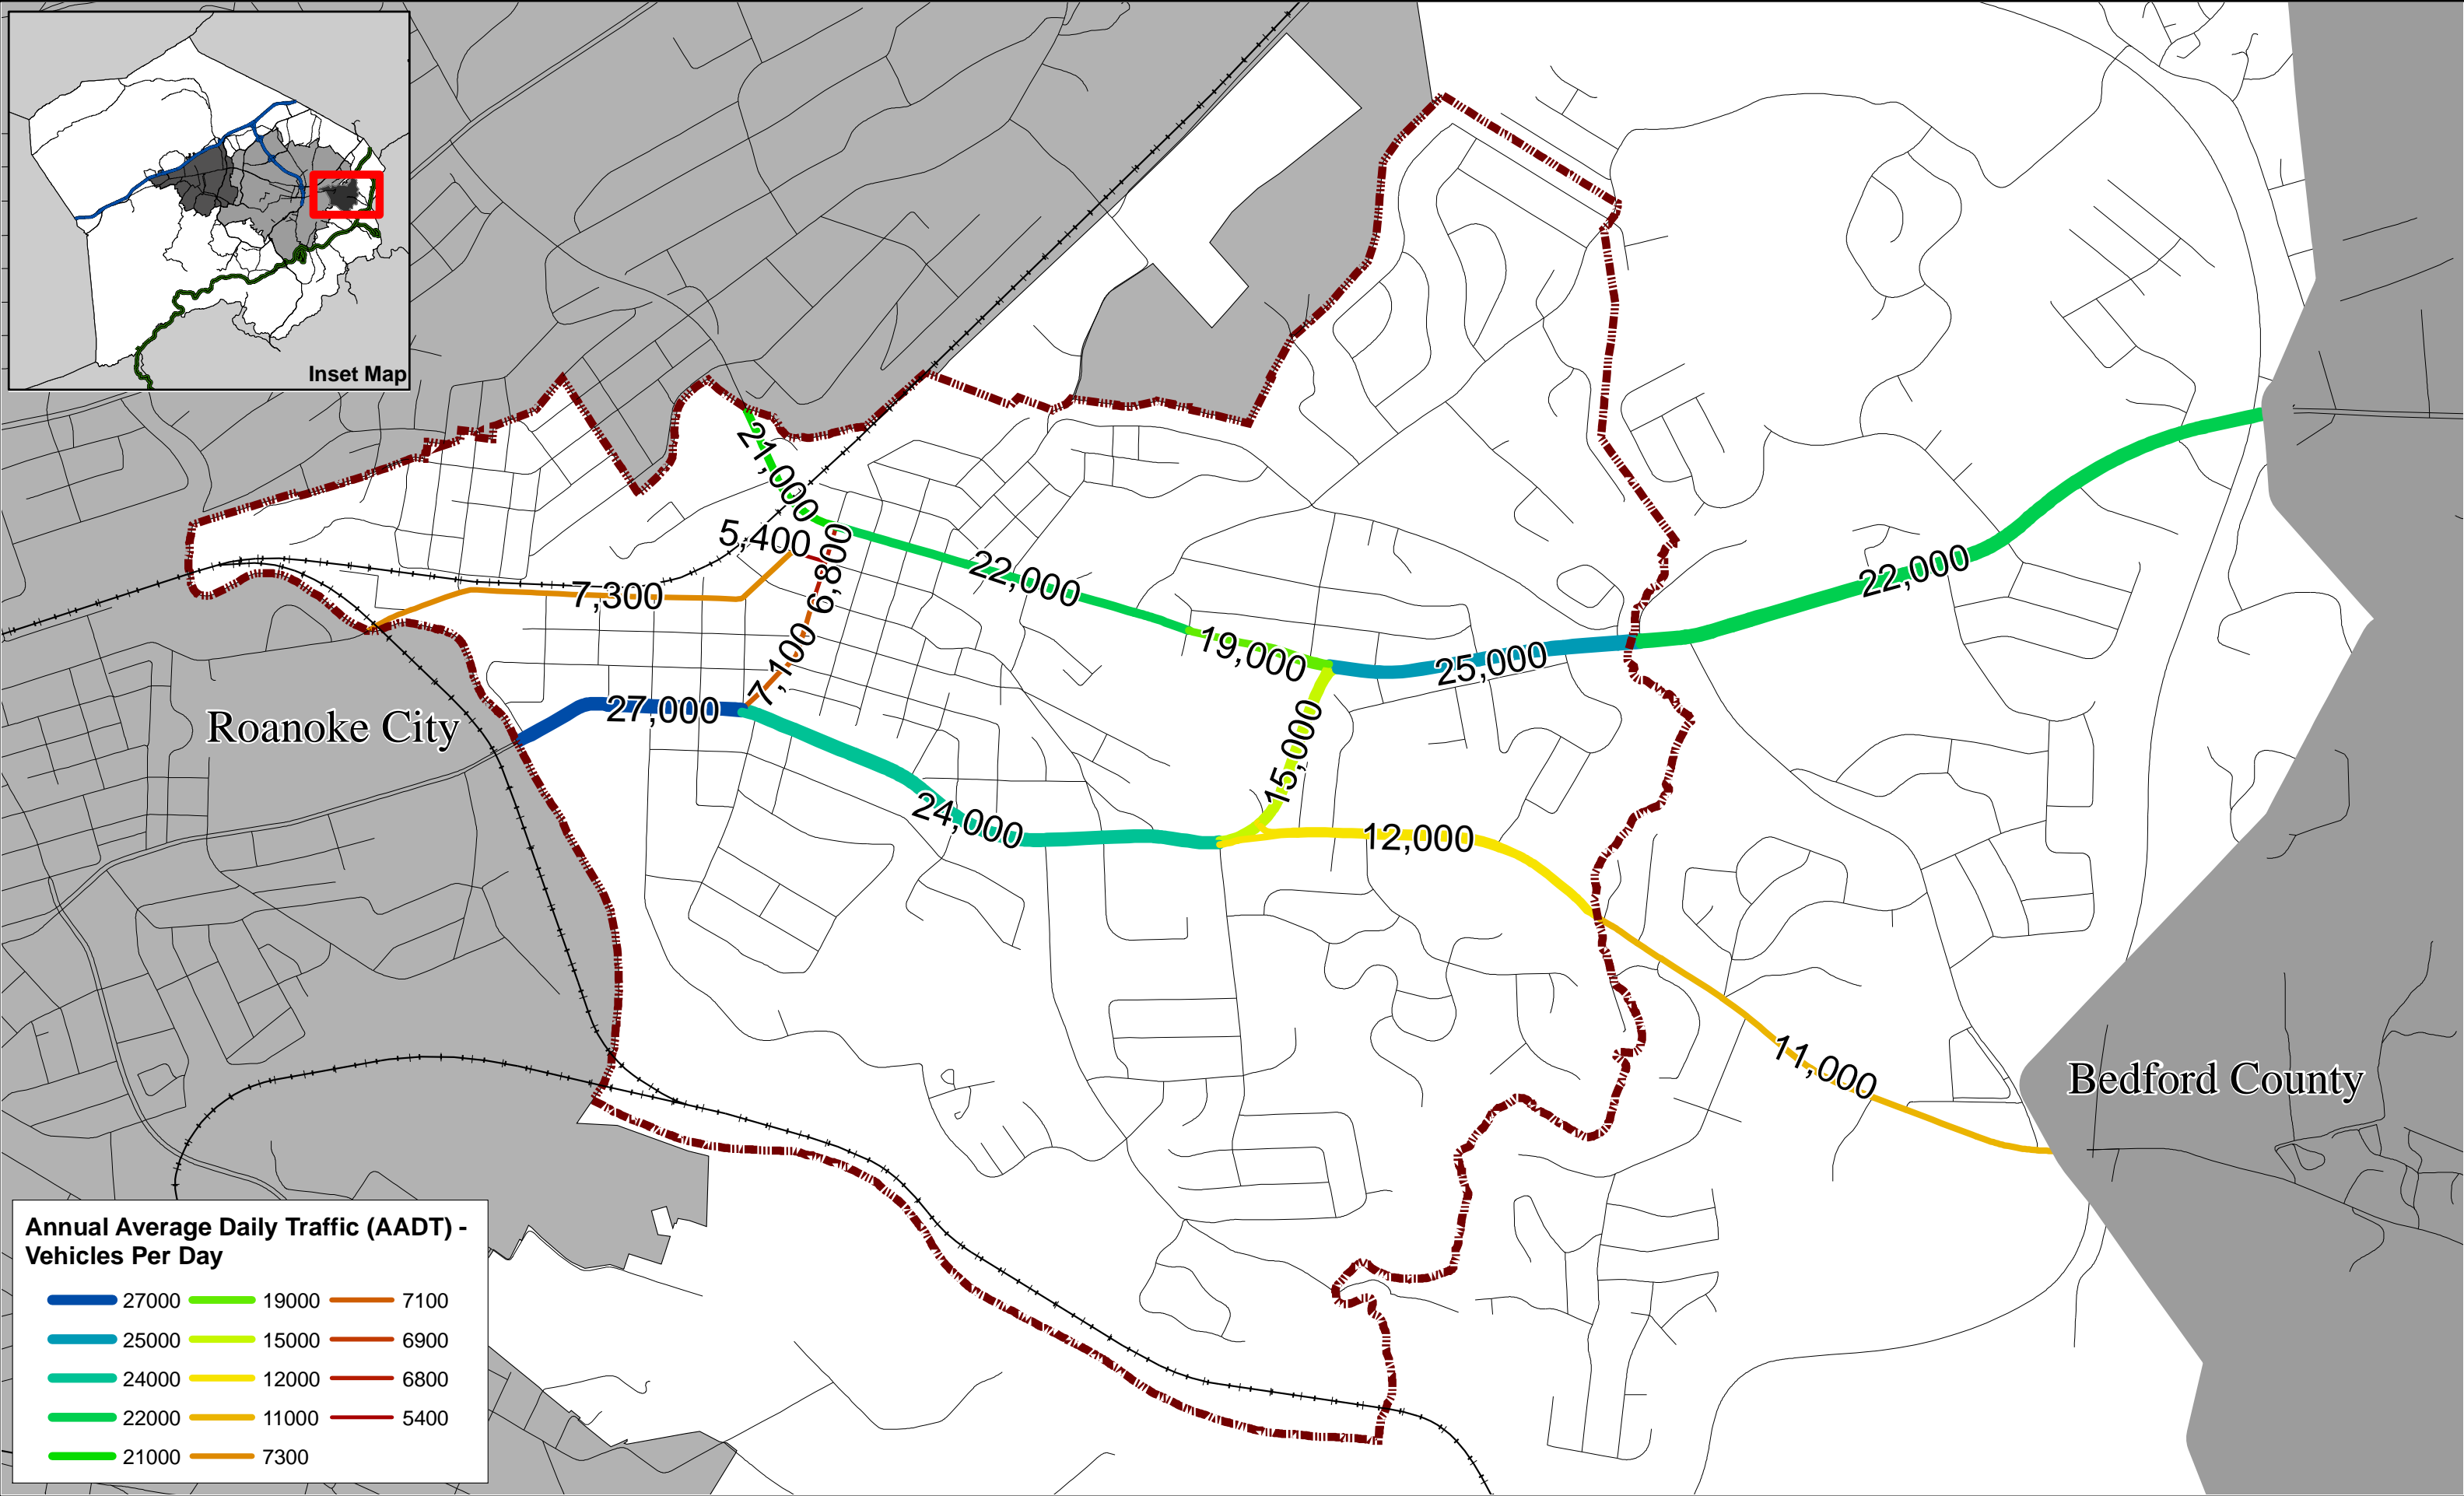 Inset Map
21,000
5,400
6,800
22,000
22,000
7,300
19,000
25,000
7,100
27,000
Roanoke City
15,000
24,000
12,000
11,000
Bedford County
Annual Average Daily Traffic (AADT) -
Vehicles Per Day
27000 19000 7100
25000 15000 6900
24000 12000 6800
22000 11000 5400
21000 7300